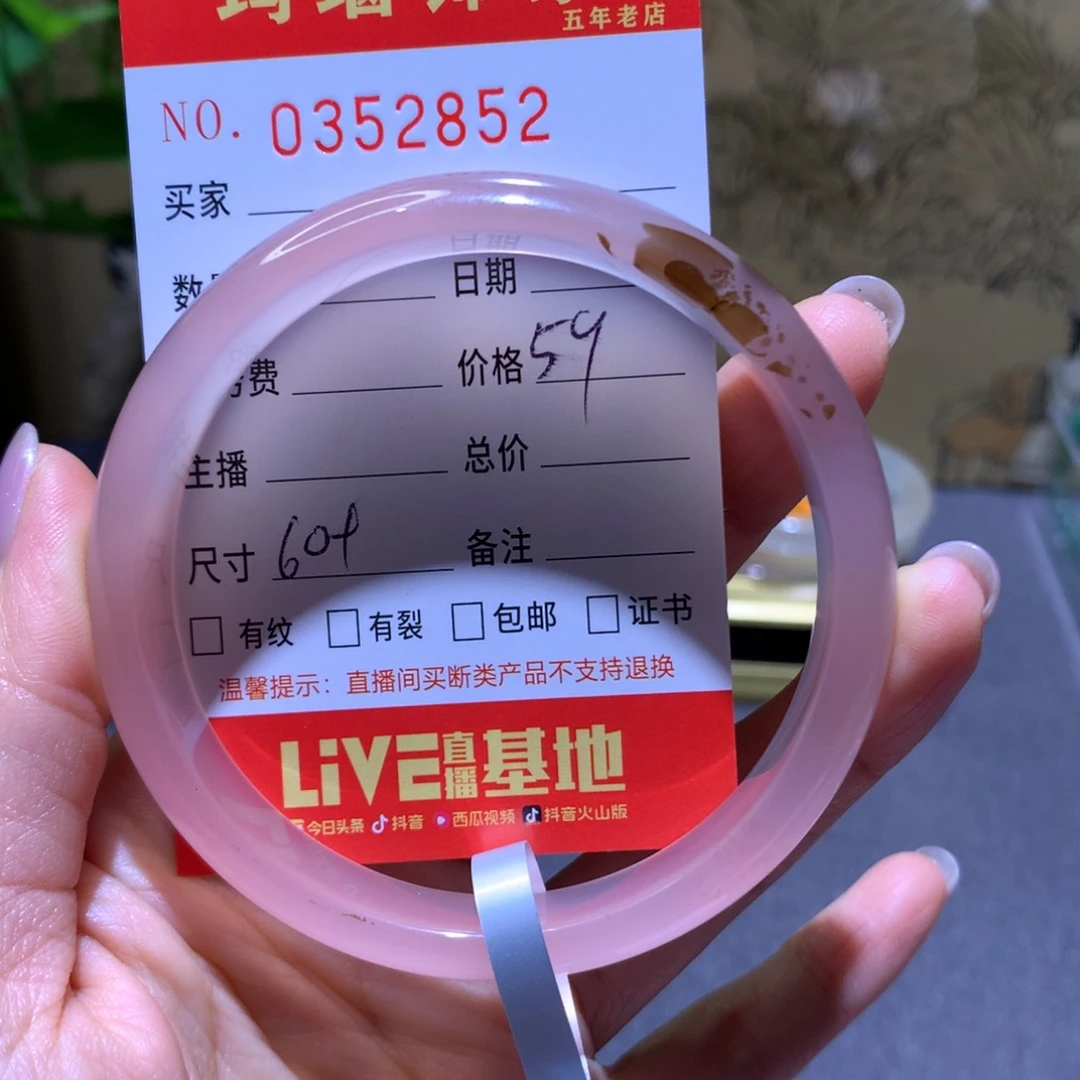 五年老店
NO. 0352852
买家
日期
费
价格 59
主播
总价
尺寸
备注
有纹 有裂 包邮 证书
温馨提示：直播间买断类产品不支持退换
LiVE直播基地
今日头条 抖音 西瓜视频 抖音火山版